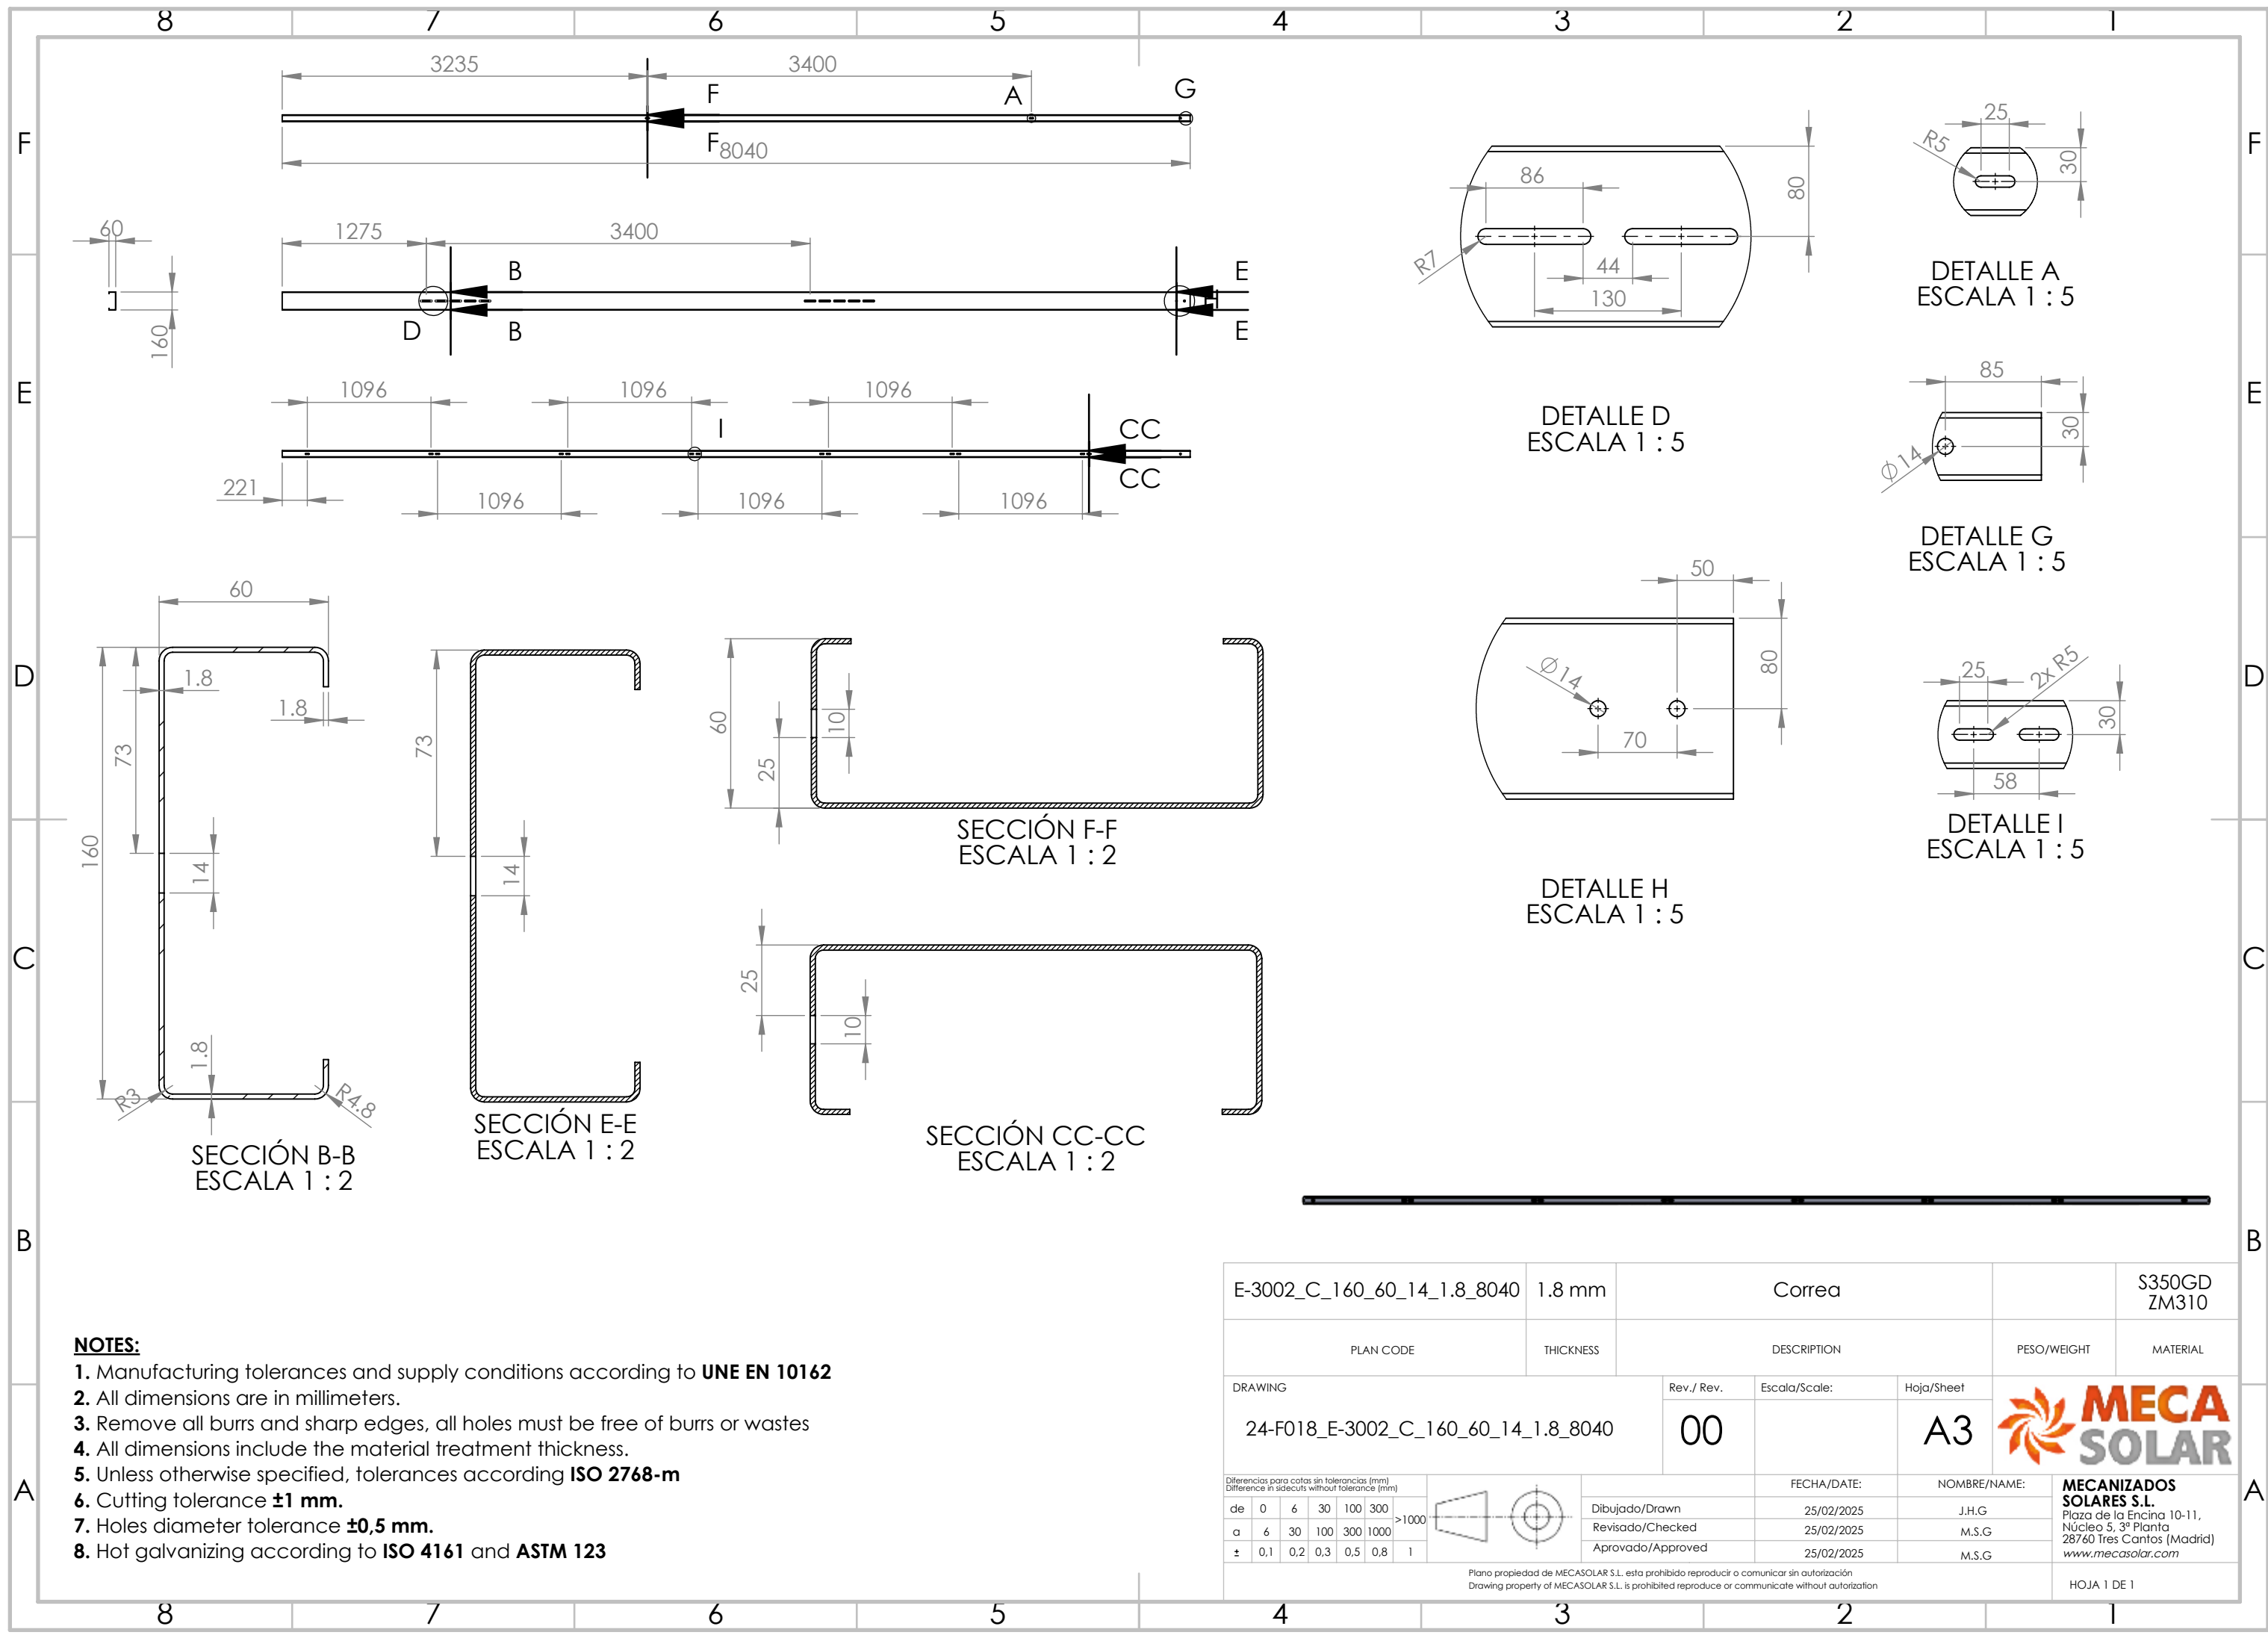 8 7 6 5 4 3 2 1
F
E
D
C
B
A
F
E
D
C
B
A
3235
3400
F
F
A
G
8040
60
160
1275
3400
B
B
D
E
E
1096
1096
1096
I
CC
CC
221
1096
1096
1096
86
80
R7
44
130
DETALLE D
ESCALA 1 : 5
25
R5
30
DETALLE A
ESCALA 1 : 5
85
30
Ø14
DETALLE G
ESCALA 1 : 5
50
80
Ø14
70
DETALLE H
ESCALA 1 : 5
25
2x R5
30
58
DETALLE I
ESCALA 1 : 5
60
1.8
1.8
73
160
14
1.8
R3
R4.8
SECCIÓN B-B
ESCALA 1 : 2
73
14
SECCIÓN E-E
ESCALA 1 : 2
60
10
25
SECCIÓN F-F
ESCALA 1 : 2
25
10
SECCIÓN CC-CC
ESCALA 1 : 2
NOTES:
1. Manufacturing tolerances and supply conditions according to UNE EN 10162
2. All dimensions are in millimeters.
3. Remove all burrs and sharp edges, all holes must be free of burrs or wastes
4. All dimensions include the material treatment thickness.
5. Unless otherwise specified, tolerances according ISO 2768-m
6. Cutting tolerance ±1 mm.
7. Holes diameter tolerance ±0,5 mm.
8. Hot galvanizing according to ISO 4161 and ASTM 123
E-3002_C_160_60_14_1.8_8040 1.8 mm Correa S350GD
ZM310
PLAN CODE THICKNESS DESCRIPTION PESO/WEIGHT MATERIAL
DRAWING Rev./ Rev. Escala/Scale: Hoja/Sheet
24-F018_E-3002_C_160_60_14_1.8_8040 00 A3
MECA
SOLAR
Diferencias para cotas sin tolerancias (mm)
Difference in sidecuts without tolerance (mm)
de 0 6 30 100 300 >1000
a 6 30 100 300 1000
± 0,1 0,2 0,3 0,5 0,8 1
FECHA/DATE: NOMBRE/NAME:
Dibujado/Drawn 25/02/2025 J.H.G
Revisado/Checked 25/02/2025 M.S.G
Aprovado/Approved 25/02/2025 M.S.G
MECANIZADOS
SOLARES S.L.
Plaza de la Encina 10-11,
Núcleo 5, 3ª Planta
28760 Tres Cantos (Madrid)
www.mecasolar.com
Plano propiedad de MECASOLAR S.L. esta prohibido reproducir o comunicar sin autorización
Drawing property of MECASOLAR S.L. is prohibited reproduce or communicate without autorization
HOJA 1 DE 1
8 7 6 5 4 3 2 1